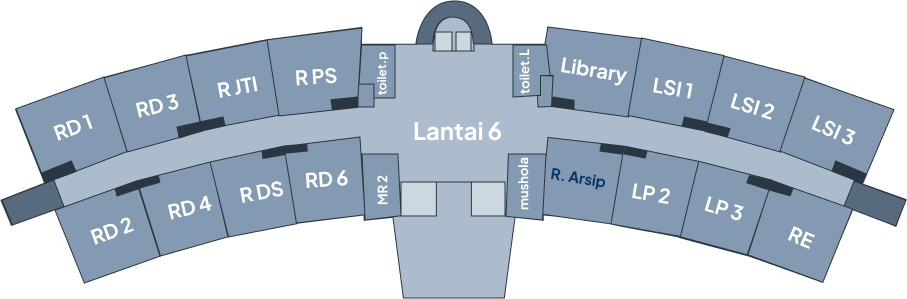 RD 1
RD 3
R JTI
R PS
toilet.p
toilet.L
Library
LSI 1
LSI 2
LSI 3
Lantai 6
RD 2
RD 4
R DS
RD 6
MR 2
mushola
R. Arsip
LP 2
LP 3
RE